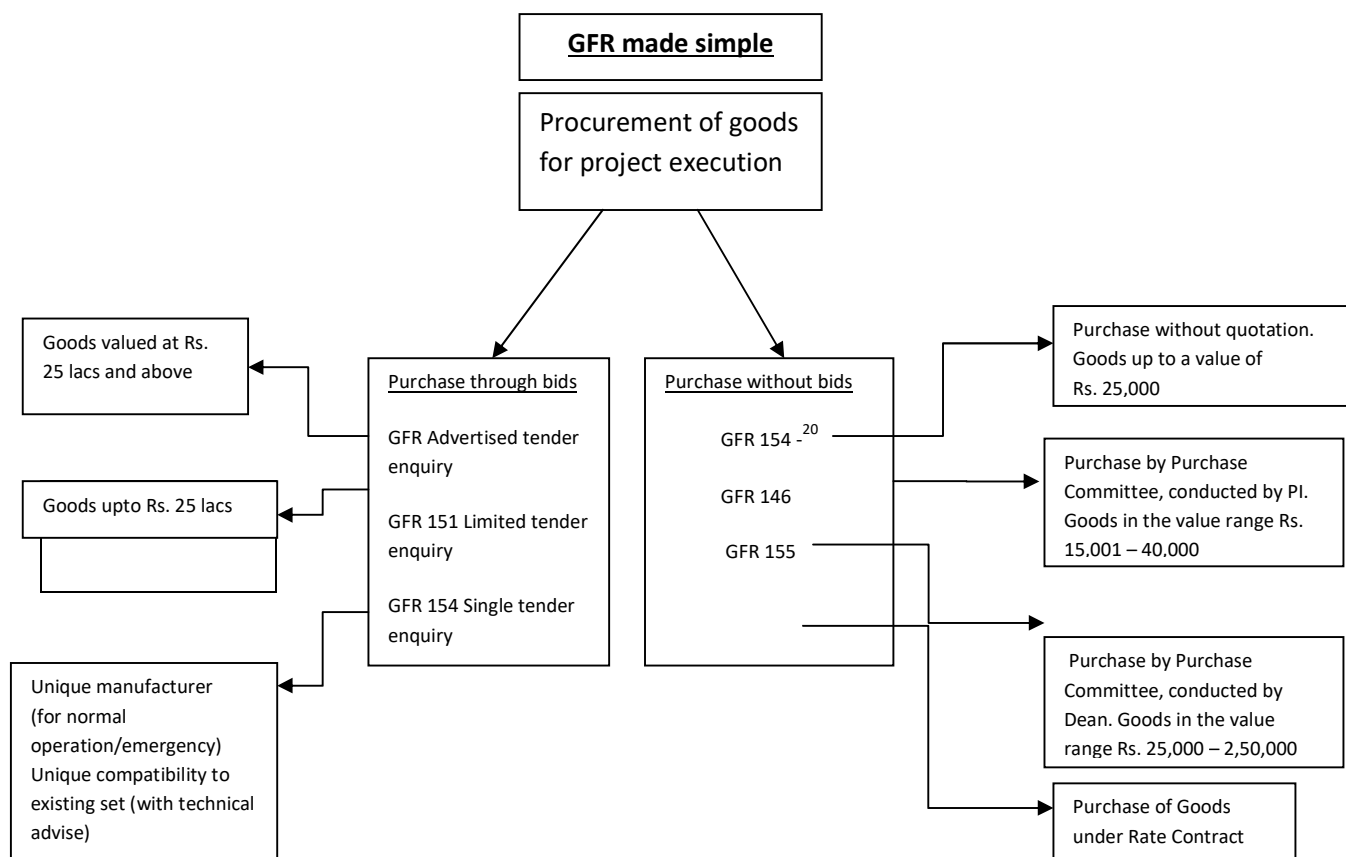 GFR made simple
Procurement of goods
for project execution
Goods valued at Rs.
25 lacs and above
Goods upto Rs. 25 lacs
Unique manufacturer
(for normal
operation/emergency)
Unique compatibility to
existing set (with technical
advise)
Purchase through bids
GFR Advertised tender
enquiry
GFR 151 Limited tender
enquiry
GFR 154 Single tender
enquiry
Purchase without bids
GFR 154 -20
GFR 146
GFR 155
Purchase without quotation.
Goods up to a value of
Rs. 25,000
Purchase by Purchase
Committee, conducted by PI.
Goods in the value range Rs.
15,001 – 40,000
Purchase by Purchase
Committee, conducted by
Dean. Goods in the value
range Rs. 25,000 – 2,50,000
Purchase of Goods
under Rate Contract